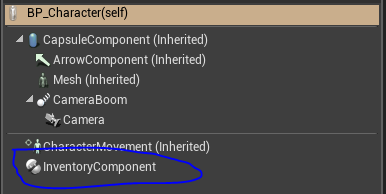 BP_Character(self)
CapsuleComponent (Inherited)
ArrowComponent (Inherited)
Mesh (Inherited)
CameraBoom
Camera
CharacterMovement (Inherited)
InventoryComponent